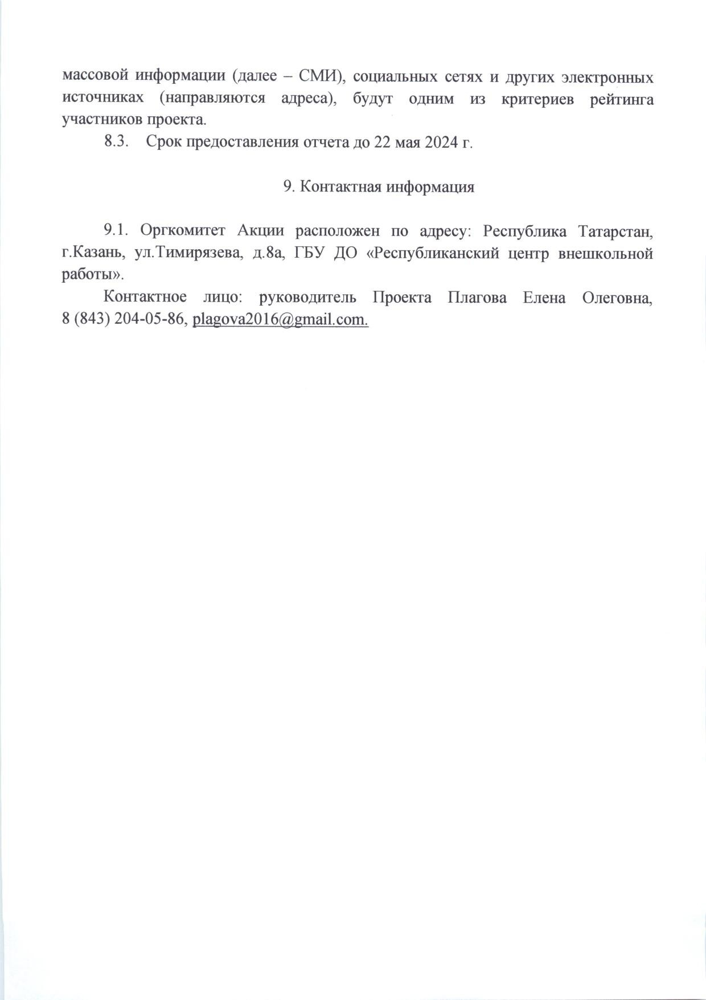 массовой информации (далее – СМИ), социальных сетях и других электронных
источниках (направляются адреса), будут одним из критериев рейтинга
участников проекта.
8.3. Срок предоставления отчета до 22 мая 2024 г.
9. Контактная информация
9.1. Оргкомитет Акции расположен по адресу: Республика Татарстан,
г.Казань, ул.Тимирязева, д.8а, ГБУ ДО «Республиканский центр внешкольной
работы».
Контактное лицо: руководитель Проекта Плагова Елена Олеговна,
8 (843) 204-05-86, plagova2016@gmail.com.